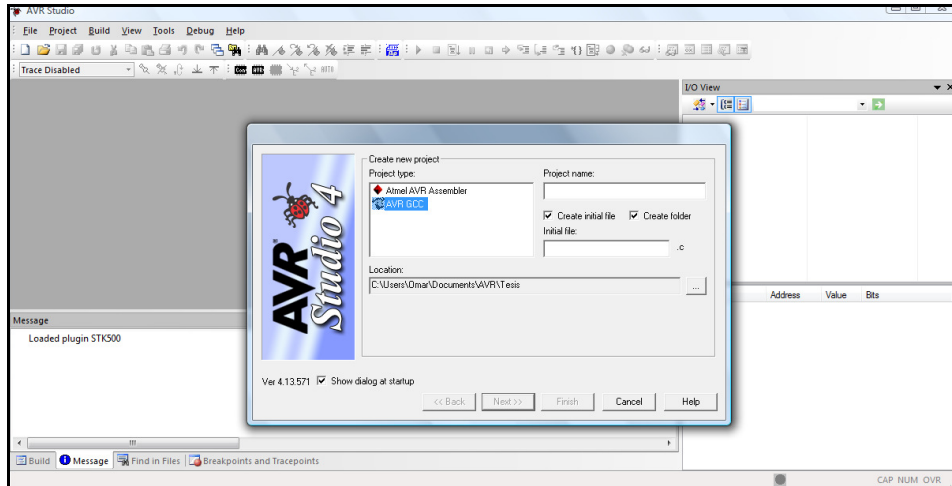 AVR Studio
File Project Build View Tools Debug Help
Trace Disabled
Con AVR AUTO
I/O View
Create new project
Project type:
Atmel AVR Assembler
AVR GCC
Project name:
Create initial file Create folder
Initial file:
.c
Location:
C:\Users\Omar\Documents\AVR\Tesis
...
AVR Studio 4
Ver 4.13.571 Show dialog at startup
<< Back Next >> Finish Cancel Help
Address Value Bits
Message
Loaded plugin STK500
Build Message Find in Files Breakpoints and Tracepoints
CAP NUM OVR